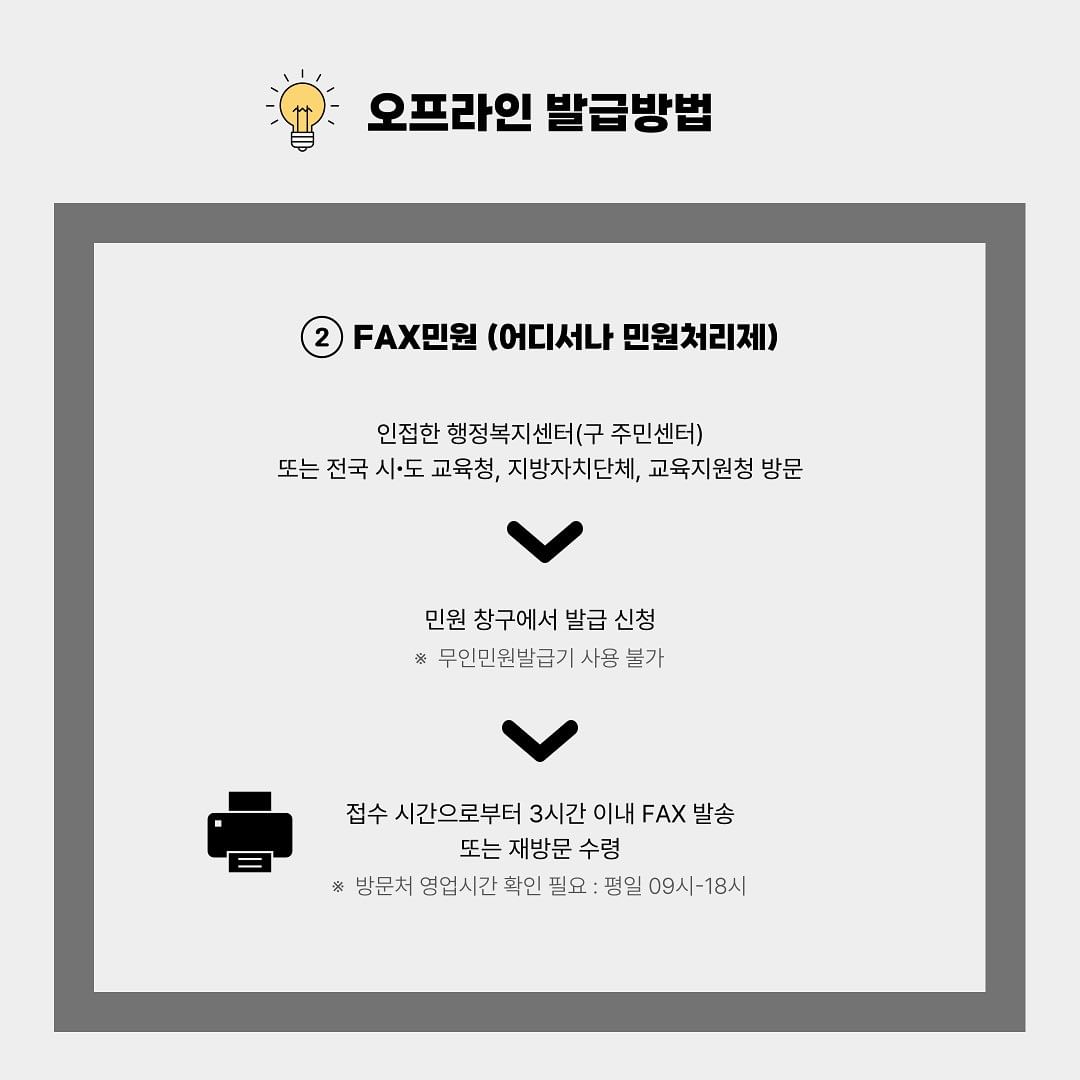 오프라인 발급방법
② FAX민원 (어디서나 민원처리제)
인접한 행정복지센터(구 주민센터)
또는 전국 시•도 교육청, 지방자치단체, 교육지원청 방문
민원 창구에서 발급 신청
※ 무인민원발급기 사용 불가
접수 시간으로부터 3시간 이내 FAX 발송
또는 재방문 수령
※ 방문처 영업시간 확인 필요 : 평일 09시-18시